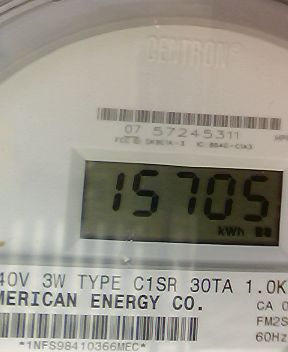 CENTRON®
07 57245311
15705
kWh
40V 3W TYPE C1SR 30TA 1.0K
MERICAN ENERGY CO.
CA 0
FM2S
60Hz
*1NFS98410366MEC*